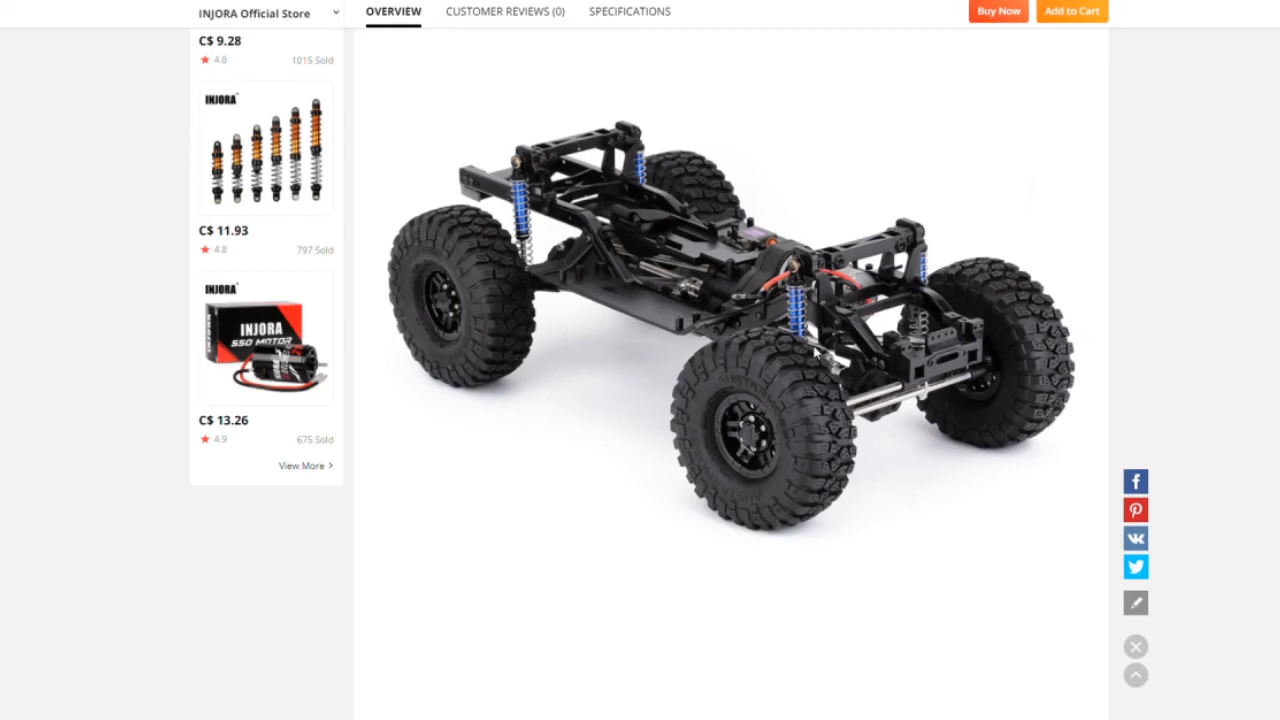 INJORA Official Store
OVERVIEW
CUSTOMER REVIEWS (0)
SPECIFICATIONS
Buy Now
Add to Cart
C$ 9.28
4.8
1015 Sold
INJORA
C$ 11.93
4.8
797 Sold
INJORA
INJORA
550 MOTOR
C$ 13.26
4.9
675 Sold
View More